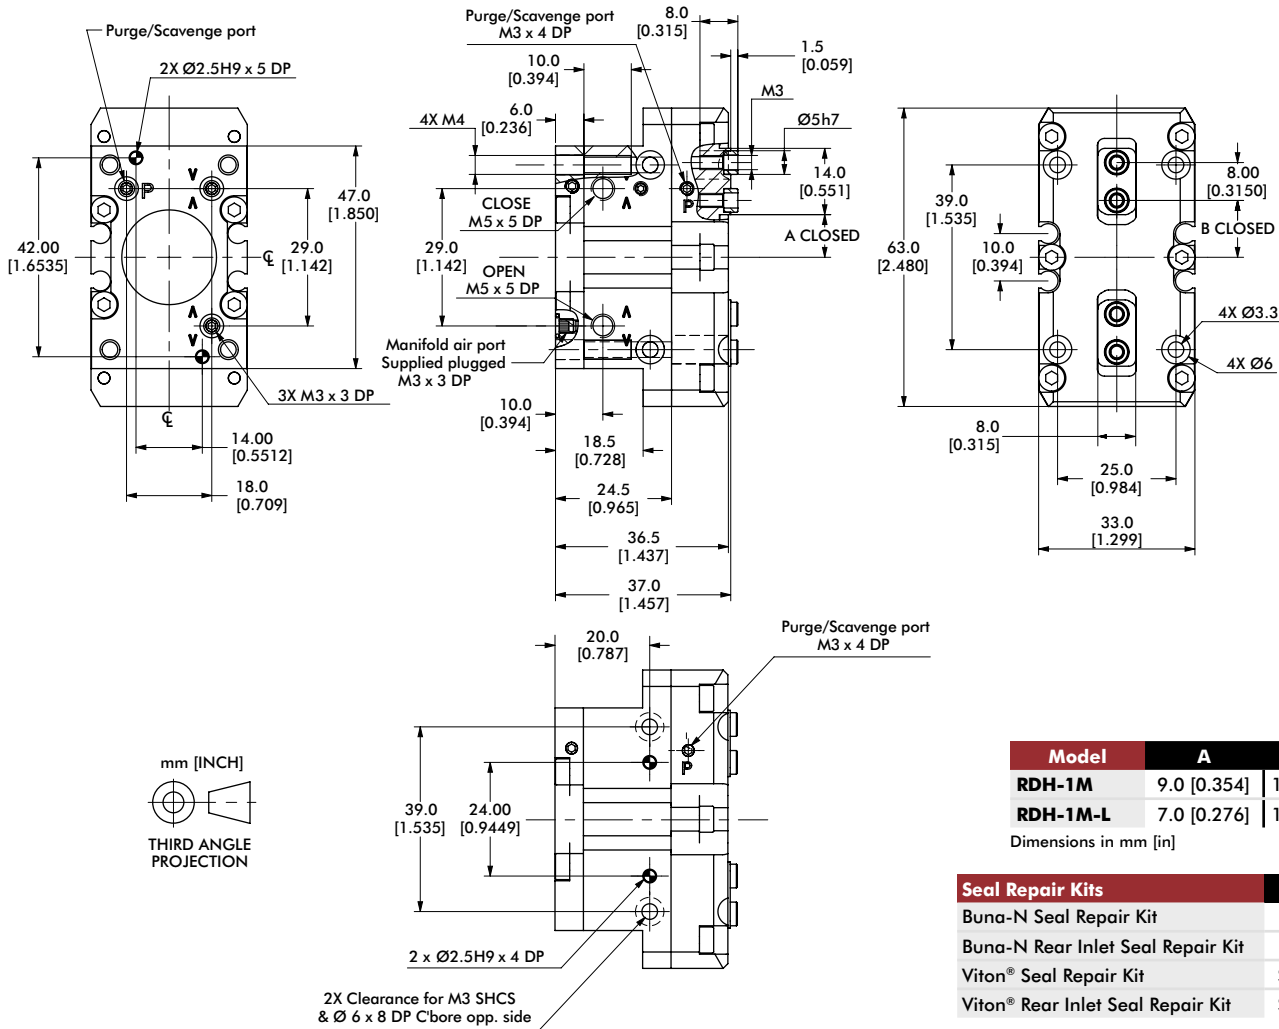 Purge/Scavenge port
2X Ø2.5H9 x 5 DP
P
47.0
[1.850]
42.00
[1.6535]
29.0
[1.142]
3X M3 x 3 DP
14.00
[0.5512]
18.0
[0.709]
Purge/Scavenge port
M3 x 4 DP
8.0
[0.315]
1.5
[0.059]
10.0
[0.394]
M3
6.0
[0.236]
4X M4
Ø5h7
14.0
[0.551]
P
CLOSE
M5 x 5 DP
A CLOSED
29.0
[1.142]
OPEN
M5 x 5 DP
Manifold air port
Supplied plugged
M3 x 3 DP
10.0
[0.394]
18.5
[0.728]
24.5
[0.965]
36.5
[1.437]
37.0
[1.457]
8.00
[0.3150]
39.0
[1.535]
B CLOSED
63.0
[2.480]
10.0
[0.394]
4X Ø3.3
4X Ø6
8.0
[0.315]
25.0
[0.984]
33.0
[1.299]
20.0
[0.787]
Purge/Scavenge port
M3 x 4 DP
P
39.0
[1.535]
24.00
[0.9449]
2 x Ø2.5H9 x 4 DP
2X Clearance for M3 SHCS
& Ø 6 x 8 DP C'bore opp. side
mm [INCH]
THIRD ANGLE
PROJECTION
Model A
RDH-1M 9.0 [0.354] 1
RDH-1M-L 7.0 [0.276] 1
Dimensions in mm [in]
Seal Repair Kits
Buna-N Seal Repair Kit
Buna-N Rear Inlet Seal Repair Kit
Viton® Seal Repair Kit
Viton® Rear Inlet Seal Repair Kit